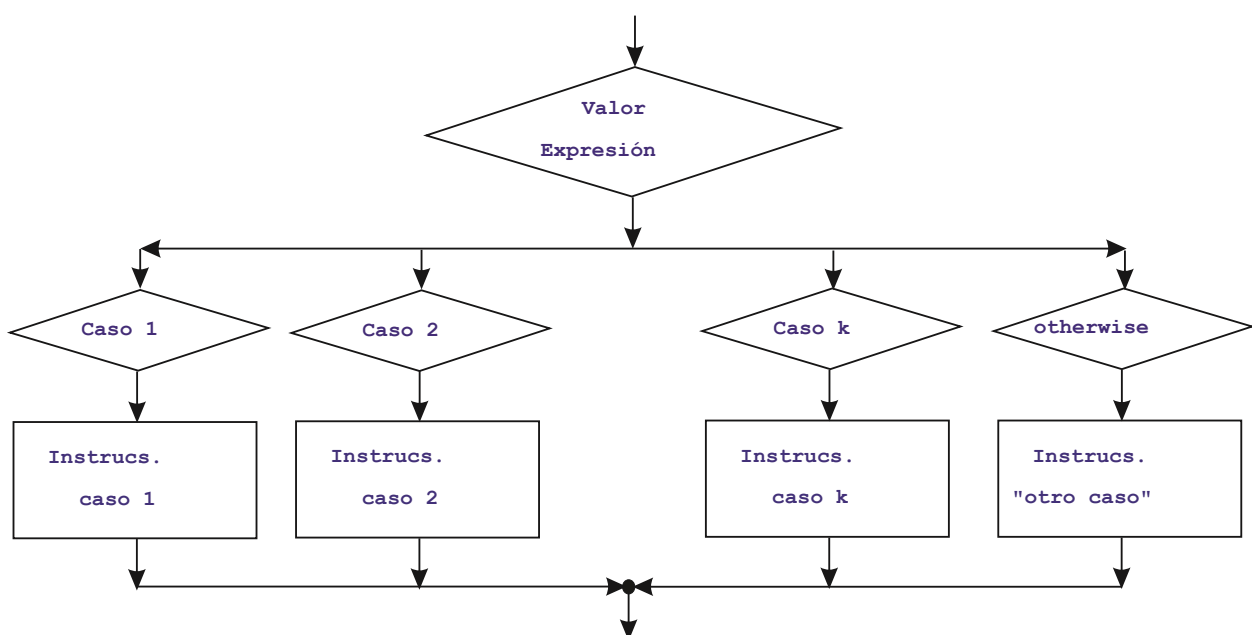 Valor
Expresión
Caso 1
Caso 2
Caso k
otherwise
Instrucs.
caso 1
Instrucs.
caso 2
Instrucs.
caso k
Instrucs.
"otro caso"